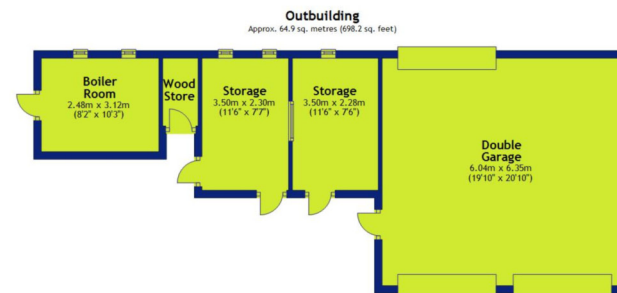 Outbuilding
Approx. 64.9 sq. metres (698.2 sq. feet)
Boiler
Room
2.48m x 3.12m
(8'2" x 10'3")
Wood
Store
Storage
3.50m x 2.30m
(11'6" x 7'7")
Storage
3.50m x 2.28m
(11'6" x 7'6")
Double
Garage
6.04m x 6.35m
(19'10" x 20'10")